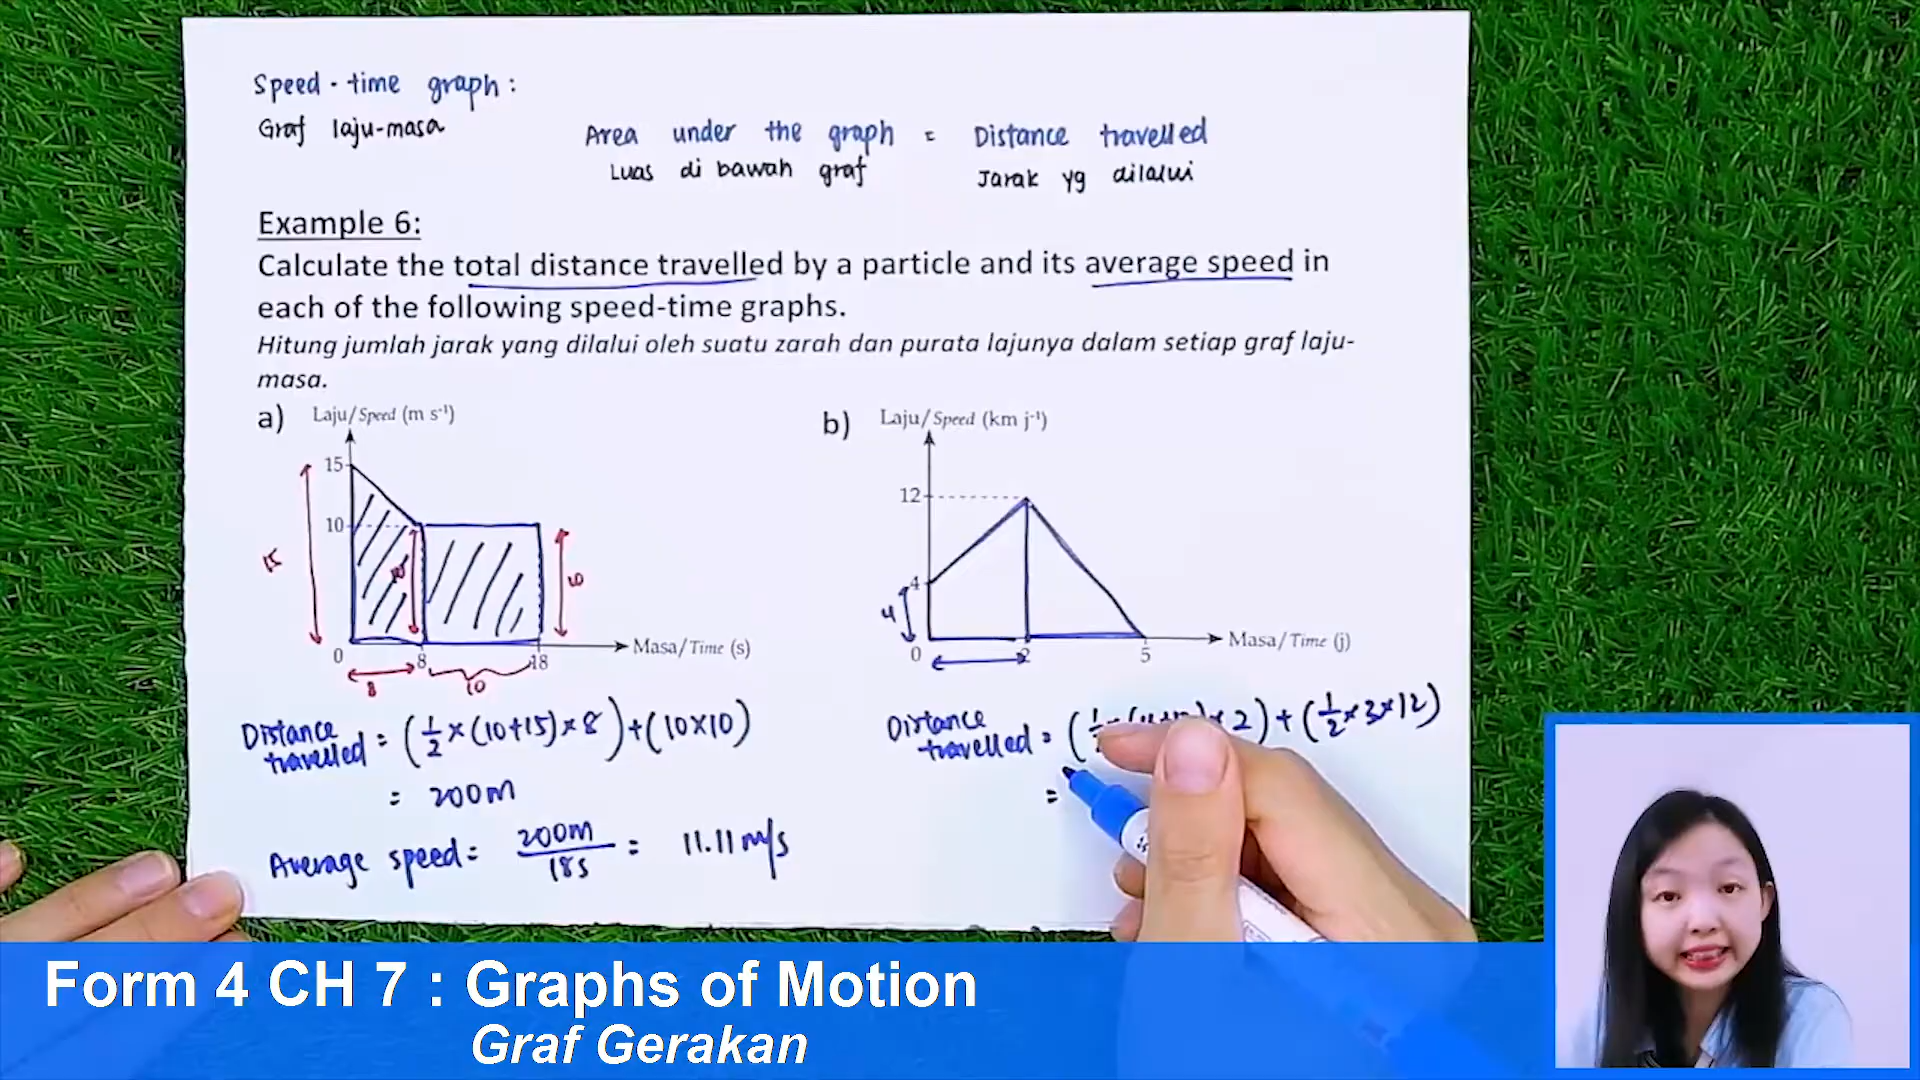 Speed - time graph :
Graf laju-masa
Area under the graph = Distance travelled
Luas di bawah graf Jarak yg dilalui
Example 6:
Calculate the total distance travelled by a particle and its average speed in
each of the following speed-time graphs.
Hitung jumlah jarak yang dilalui oleh suatu zarah dan purata lajunya dalam setiap graf laju-
masa.
a) Laju/Speed (m s⁻¹)
15
10
15
10
10
0 8 18 Masa/Time (s)
8 10
Distance
travelled = (1/2 × (10+15) × 8) + (10×10)
= 200m
Average speed = 200m/18s = 11.11 m/s
b) Laju/Speed (km j⁻¹)
12
4
4
0 2 5 Masa/Time (j)
Distance
travelled = ( × 2) + (1/2 × 3 × 12)
=
Form 4 CH 7 : Graphs of Motion
Graf Gerakan